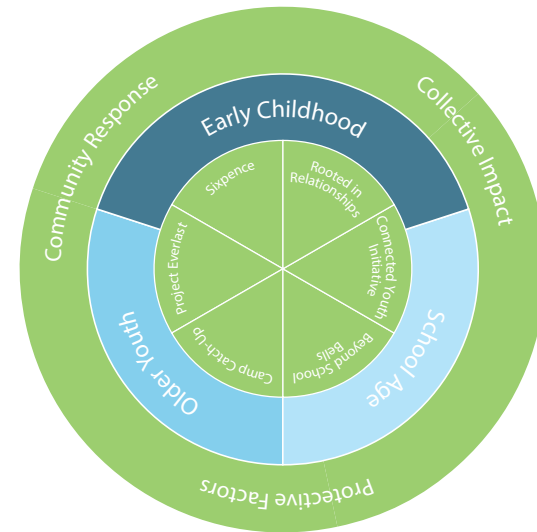 Community Response
Collective Impact
Early Childhood
Sixpence
Rooted in
Relationships
Project Everlast
Connected Youth
Initiative
Camp Catch-Up
Beyond School
Bells
Older Youth
School Age
Protective Factors